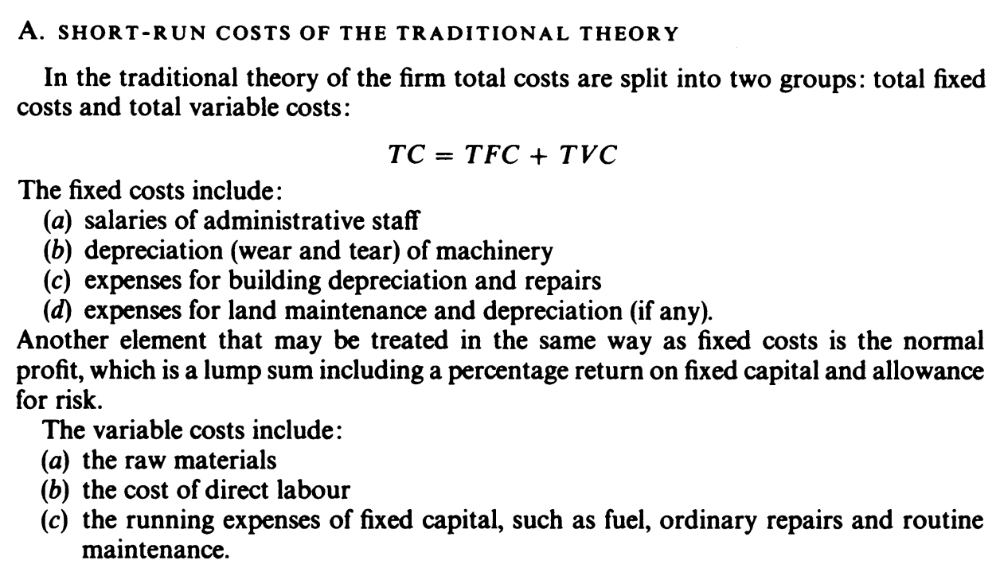 A. SHORT-RUN COSTS OF THE TRADITIONAL THEORY
In the traditional theory of the firm total costs are split into two groups: total fixed
costs and total variable costs:
TC = TFC + TVC
The fixed costs include:
(a) salaries of administrative staff
(b) depreciation (wear and tear) of machinery
(c) expenses for building depreciation and repairs
(d) expenses for land maintenance and depreciation (if any).
Another element that may be treated in the same way as fixed costs is the normal
profit, which is a lump sum including a percentage return on fixed capital and allowance
for risk.
The variable costs include:
(a) the raw materials
(b) the cost of direct labour
(c) the running expenses of fixed capital, such as fuel, ordinary repairs and routine
maintenance.